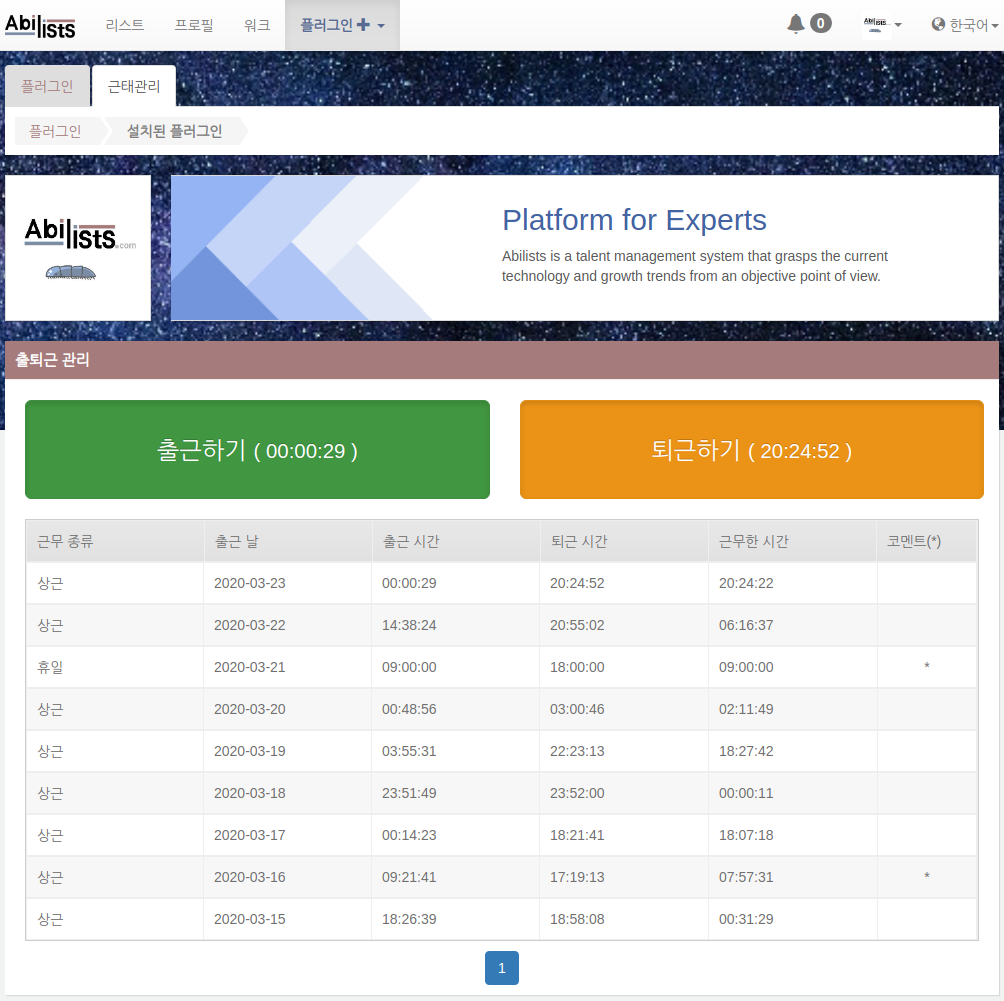 Abilists 리스트 프로필 워크 플러그인 0 Abilists 한국어
플러그인 근태관리
플러그인 설치된 플러그인
Abilists.com
Platform for Experts
Abilists is a talent management system that grasps the current
technology and growth trends from an objective point of view.
출퇴근 관리
출근하기 ( 00:00:29 ) 퇴근하기 ( 20:24:52 )
근무 종류 출근 날 출근 시간 퇴근 시간 근무한 시간 코멘트(*)
상근 2020-03-23 00:00:29 20:24:52 20:24:22
상근 2020-03-22 14:38:24 20:55:02 06:16:37
휴일 2020-03-21 09:00:00 18:00:00 09:00:00 *
상근 2020-03-20 00:48:56 03:00:46 02:11:49
상근 2020-03-19 03:55:31 22:23:13 18:27:42
상근 2020-03-18 23:51:49 23:52:00 00:00:11
상근 2020-03-17 00:14:23 18:21:41 18:07:18
상근 2020-03-16 09:21:41 17:19:13 07:57:31 *
상근 2020-03-15 18:26:39 18:58:08 00:31:29
1